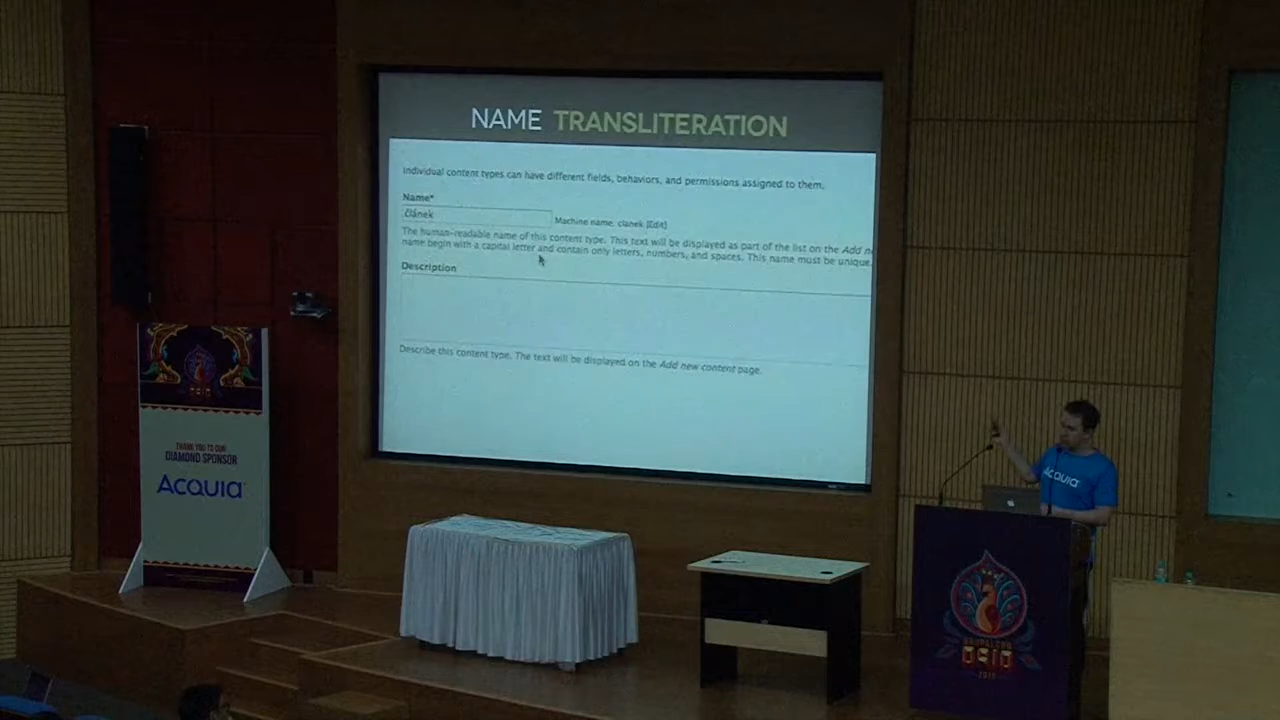 NAME TRANSLITERATION
Individual content types can have different fields, behaviors, and permissions assigned to them.
Name*
článek
Machine name: clanek [Edit]
The human-readable name of this content type. This text will be displayed as part of the list on the Add n
name begin with a capital letter and contain only letters, numbers, and spaces. This name must be unique.
Description
Describe this content type. The text will be displayed on the Add new content page.
THANK YOU TO OUR
DIAMOND SPONSOR
Acquia
Acquia